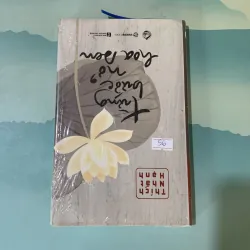 Từng
bước
nở
hoa sen
56
Thích
Nhất
Hạnh